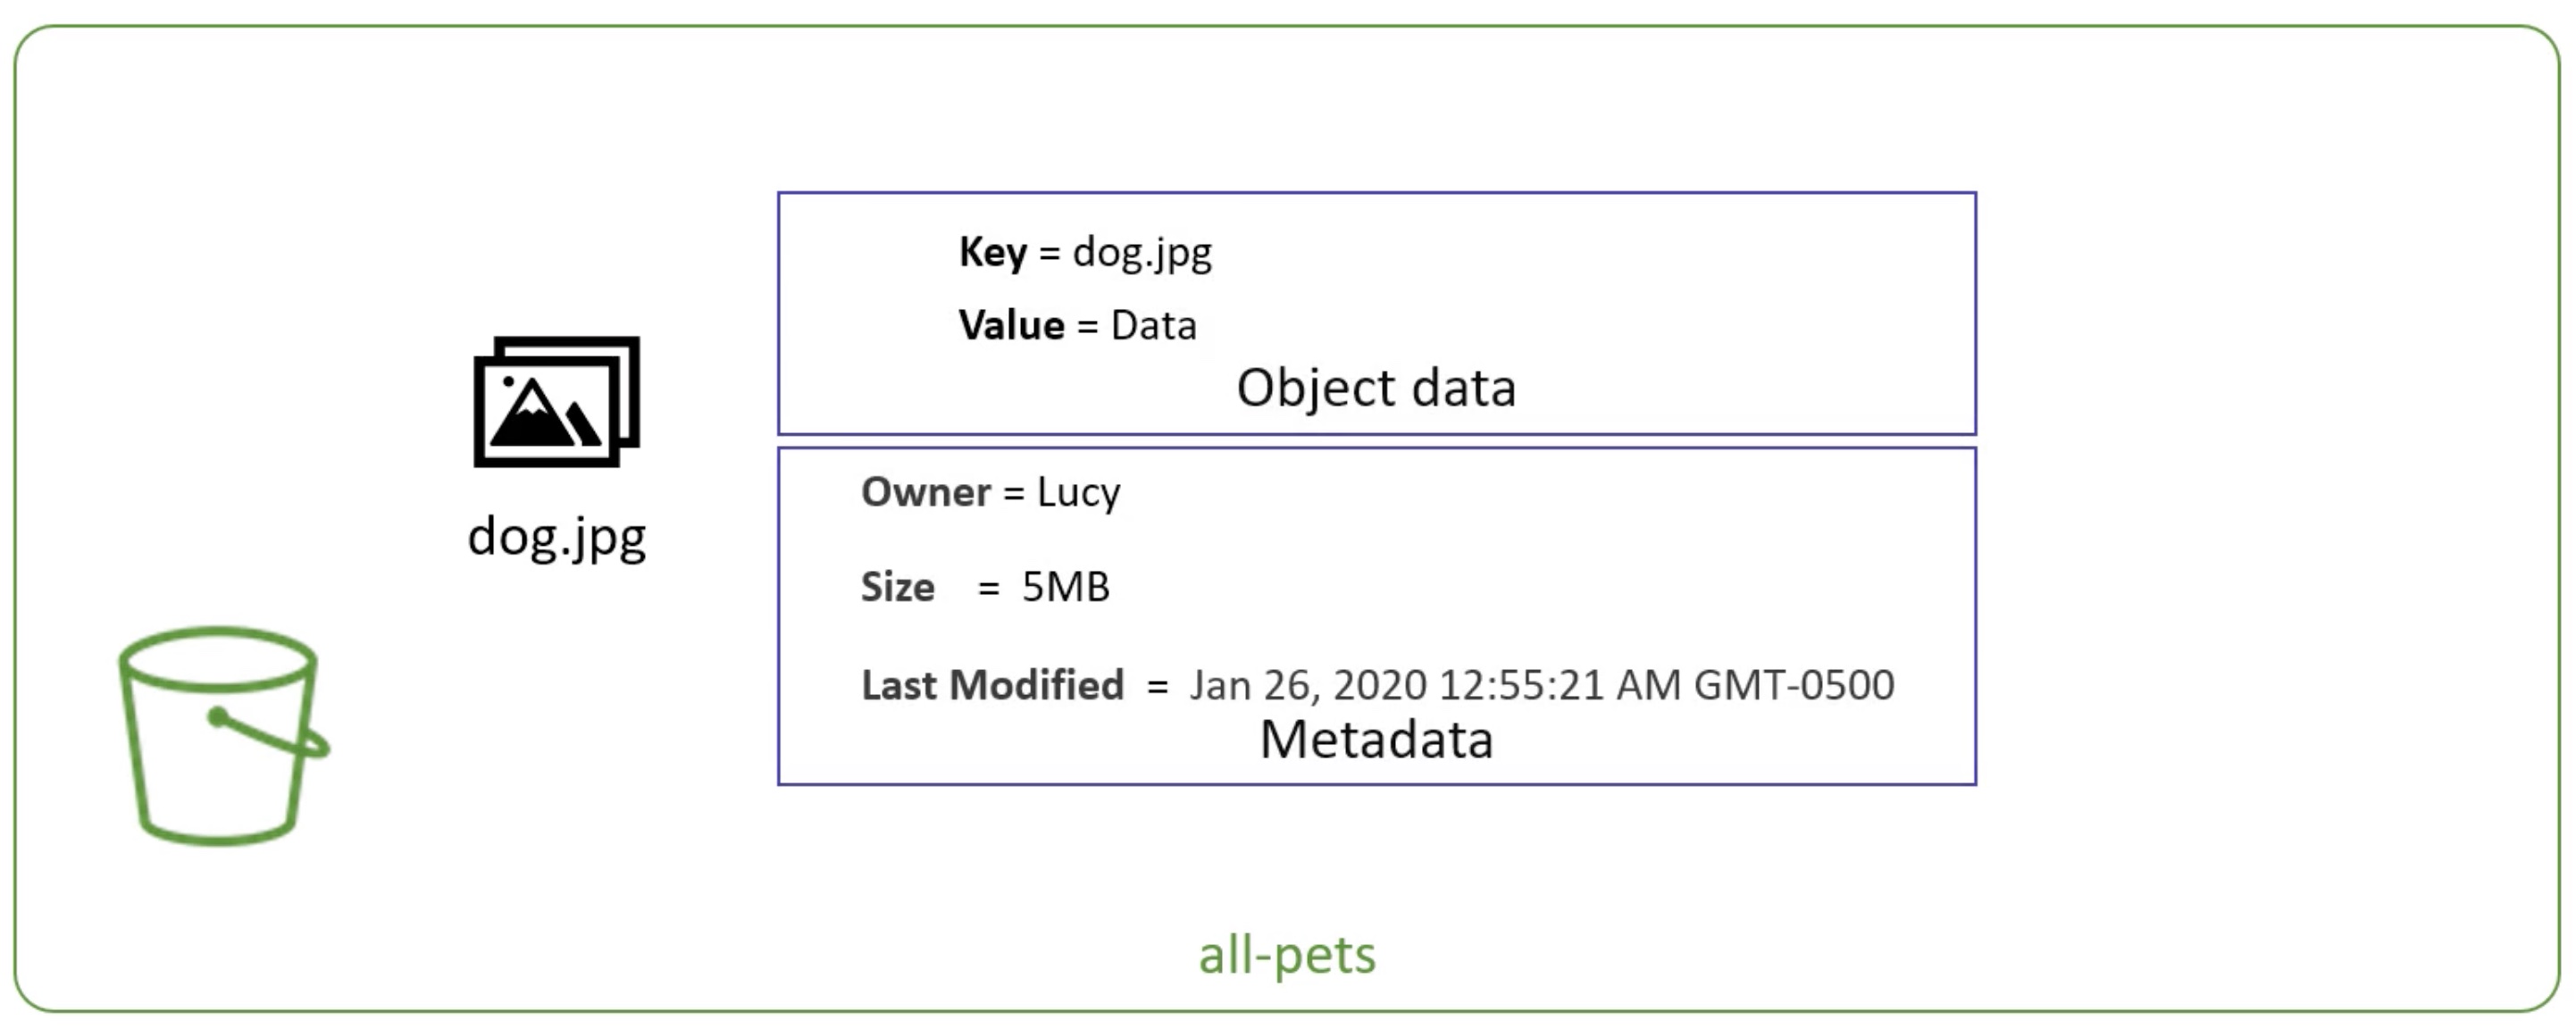 Key = dog.jpg
Value = Data
Object data
dog.jpg
Owner = Lucy
Size = 5MB
Last Modified = Jan 26, 2020 12:55:21 AM GMT-0500
Metadata
all-pets